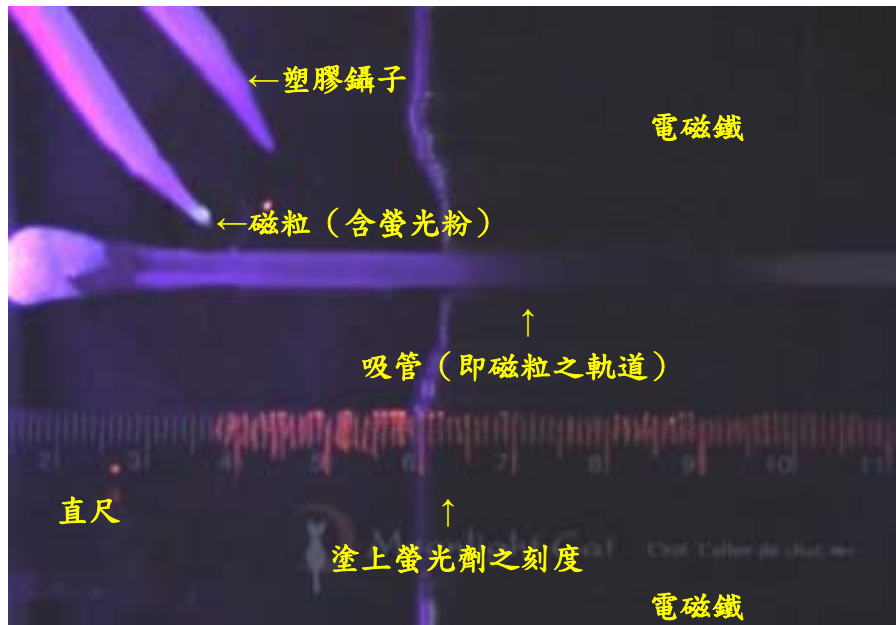 ←塑膠鑷子
電磁鐵
←磁粒（含螢光粉）
↑
吸管（即磁粒之軌道）
2 3 4 5 6 7 8 9 10 11
直尺
↑
塗上螢光劑之刻度
電磁鐵